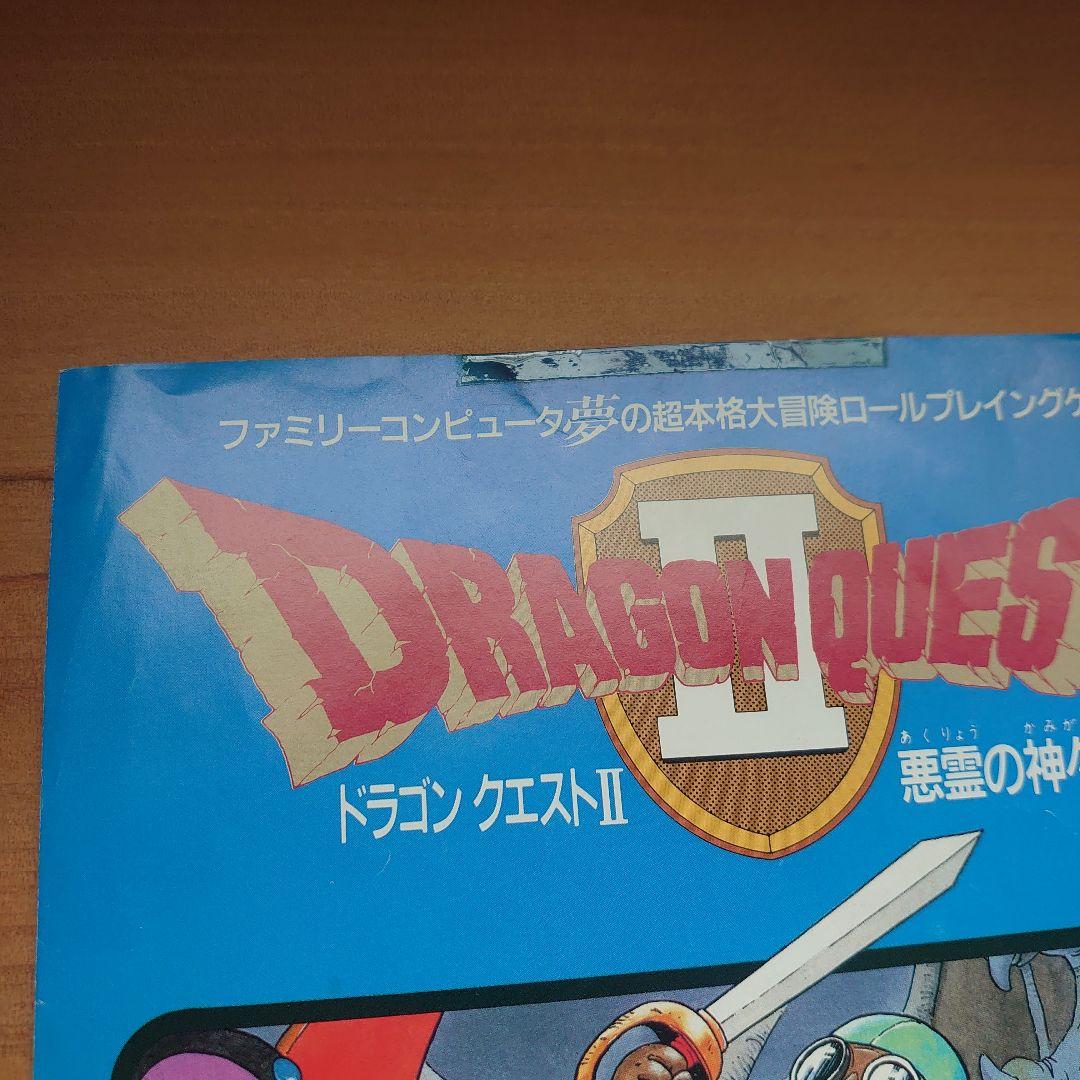 ファミリーコンピュータ夢の超本格大冒険ロールプレイング
DRAGON QUES
II
あくりょう かみが
ドラゴンクエストII 悪霊の神